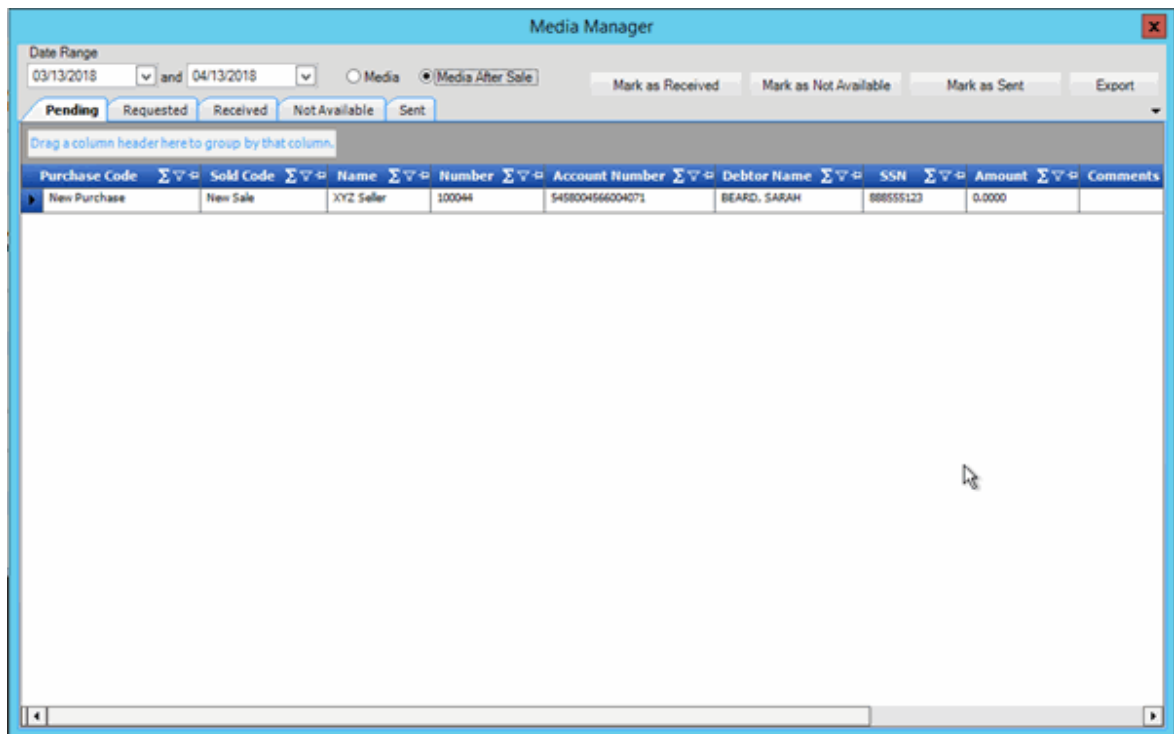 Media Manager
Date Range
03/13/2018 and 04/13/2018 Media Media After Sale Mark as Received Mark as Not Available Mark as Sent Export
Pending Requested Received Not Available Sent
Drag a column header here to group by that column.
Purchase Code Σ Sold Code Σ Name Σ Number Σ Account Number Σ Debtor Name Σ SSN Σ Amount Σ Comments
New Purchase New Sale XYZ Seller 100044 5458004566004071 BEARD, SARAH 888555123 0.0000